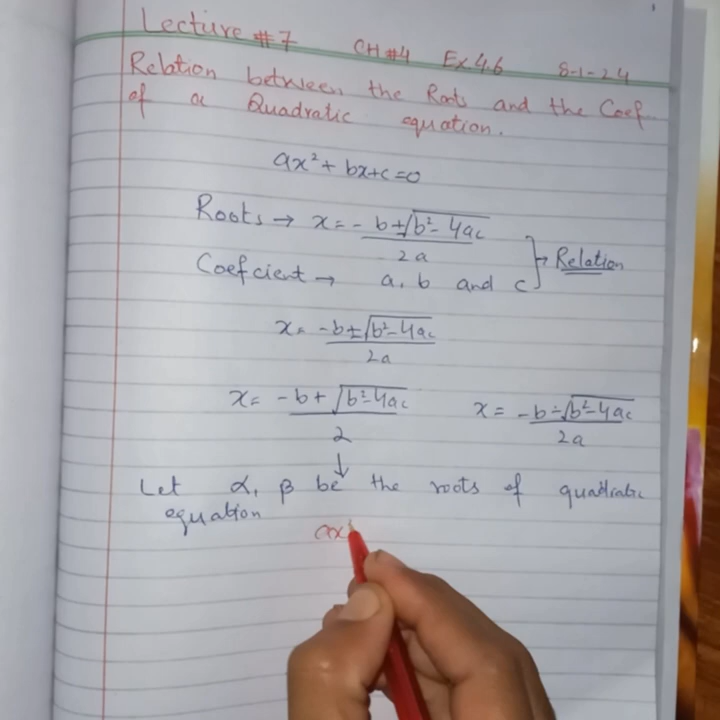 Lecture #7 CH#4 Ex 4.6 8-1-24
Relation between the Roots and the Coef
of a Quadratic equation.
ax² + bx + c = 0
Roots → x = -b ± √b² - 4ac / 2a
Coefcient → a, b and c } → Relation
x = -b ± √b² - 4ac / 2a
x = -b + √b² - 4ac / 2 x = -b - √b² - 4ac / 2a
↓
Let α, β be the roots of quadratic
equation
ax